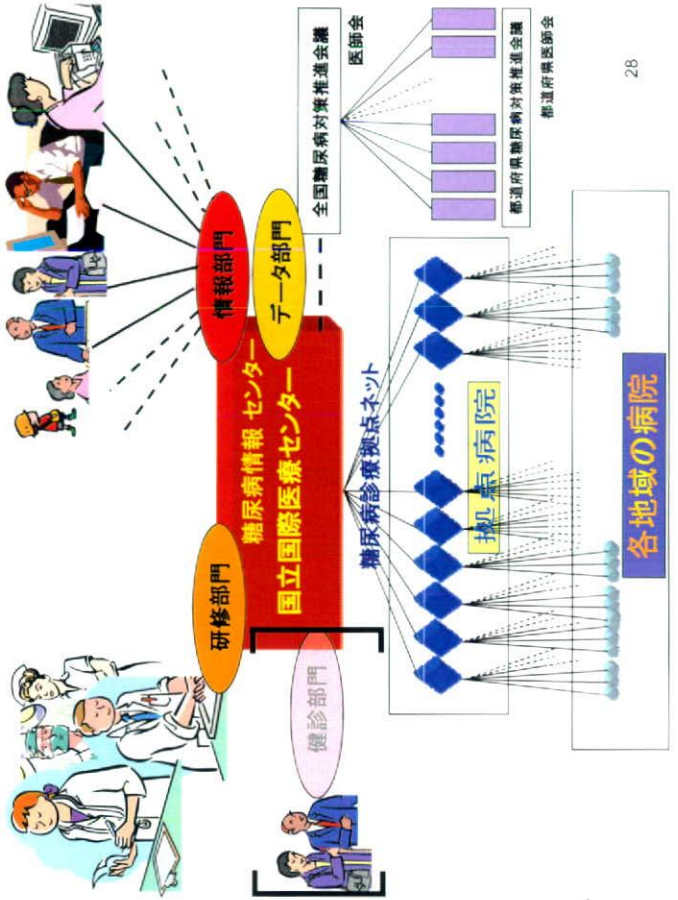 情報部門
データ部門
研修部門
健診部門
糖尿病情報 センター
国立国際医療センター
全国糖尿病対策推進会議
医師会
都道府県糖尿病対策推進会議
都道府県医師会
糖尿病診療拠点ネット
拠点病院
各地域の病院
28